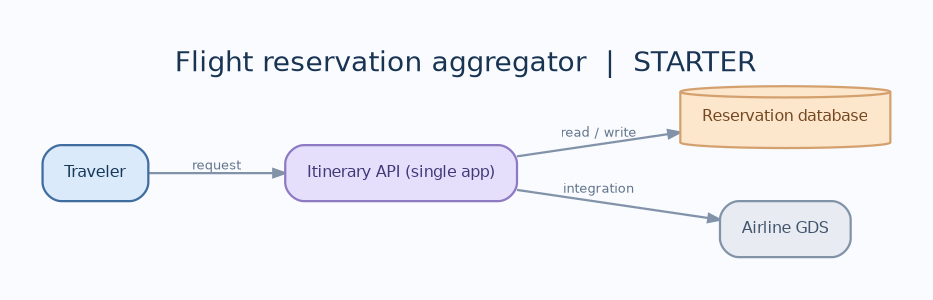 Flight reservation aggregator | STARTER
Reservation database
read / write
Traveler
request
Itinerary API (single app)
integration
Airline GDS